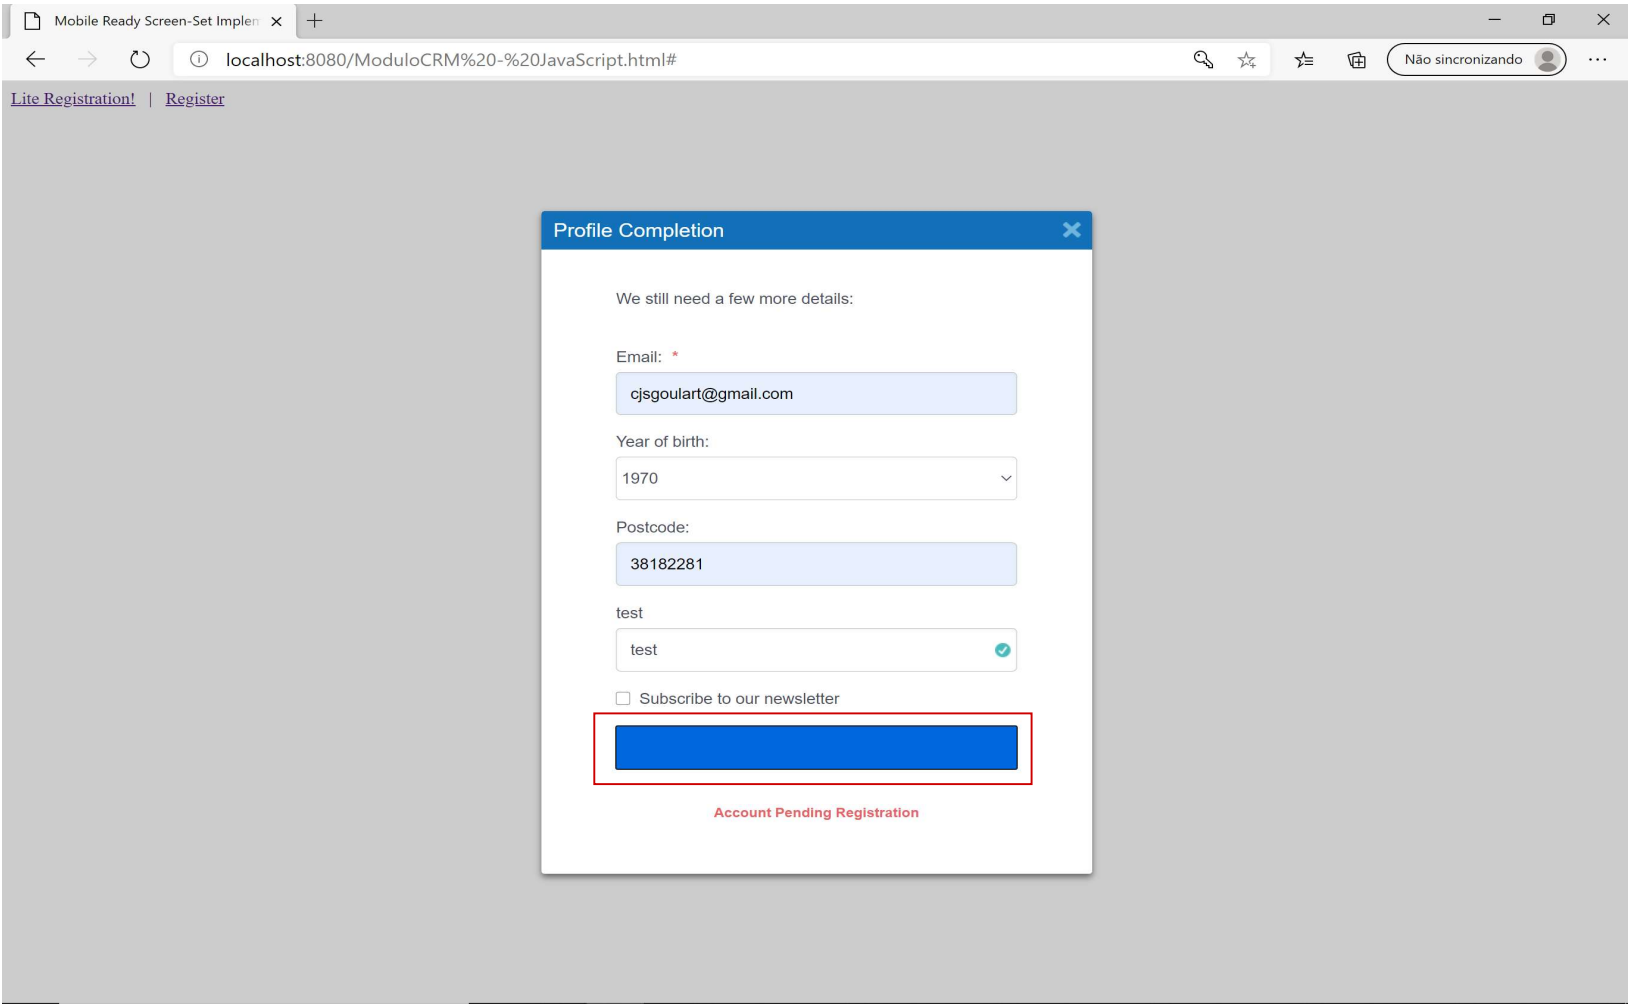 Mobile Ready Screen-Set Implem
localhost:8080/ModuloCRM%20-%20JavaScript.html#
Não sincronizando
Lite Registration! | Register
Profile Completion
We still need a few more details:
Email: *
cjsgoulart@gmail.com
Year of birth:
1970
Postcode:
38182281
test
test
Subscribe to our newsletter
Account Pending Registration